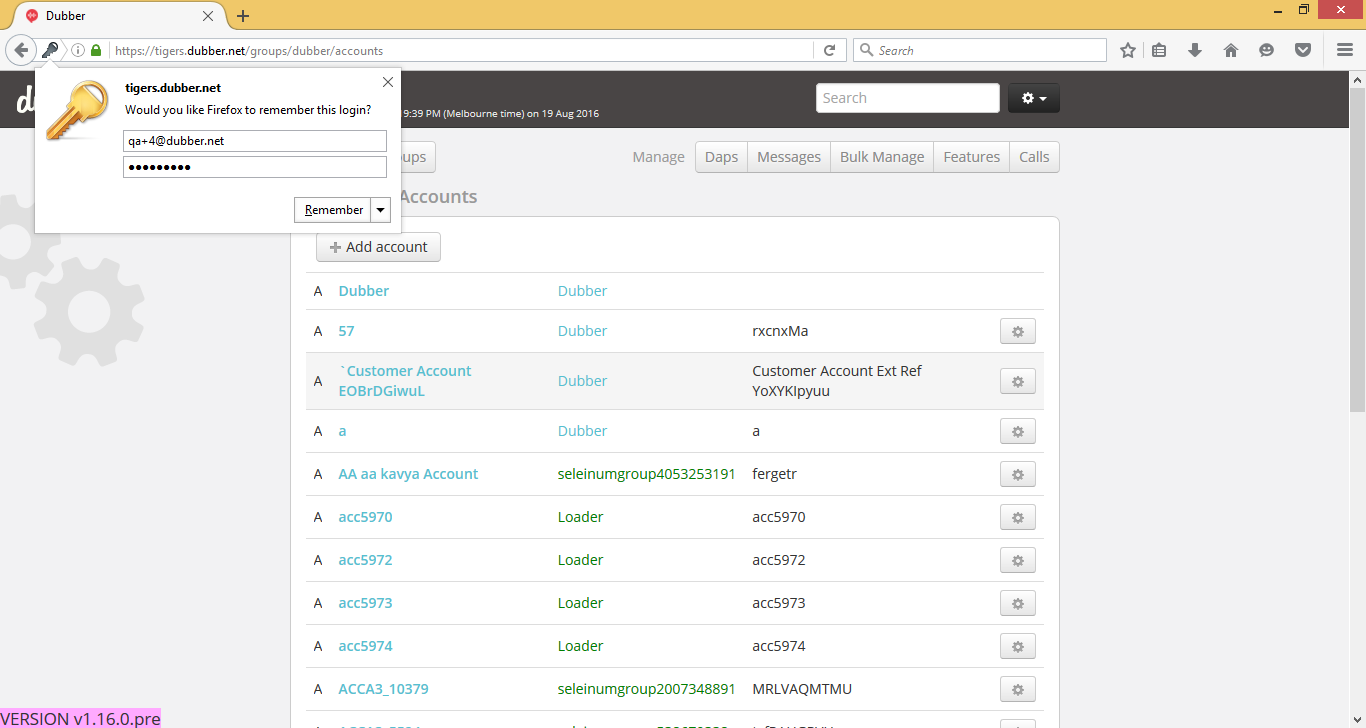 Dubber
https://tigers.dubber.net/groups/dubber/accounts
Search
tigers.dubber.net
Would you like Firefox to remember this login?
qa+4@dubber.net
●●●●●●●●●
Remember
9:39 PM (Melbourne time) on 19 Aug 2016
Search
Manage Daps Messages Bulk Manage Features Calls
Accounts
Add account
A Dubber Dubber
A 57 Dubber rxcnxMa
A `Customer Account EOBrDGiwuL Dubber Customer Account Ext Ref YoXYKIpyuu
A a Dubber a
A AA aa kavya Account seleinumgroup4053253191 fergetr
A acc5970 Loader acc5970
A acc5972 Loader acc5972
A acc5973 Loader acc5973
A acc5974 Loader acc5974
A ACCA3_10379 seleinumgroup2007348891 MRLVAQMTMU
VERSION v1.16.0.pre